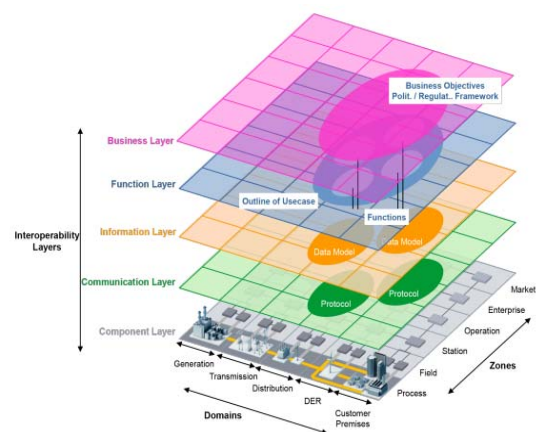 Business Objectives
Polit. / Regulat.. Framework
Business Layer
Function Layer
Outline of Usecase
Functions
Interoperability
Layers
Information Layer
Data Model
Data Model
Communication Layer
Protocol
Protocol
Component Layer
Market
Enterprise
Operation
Station
Field
Process
Zones
Generation
Transmission
Distribution
DER
Customer
Premises
Domains